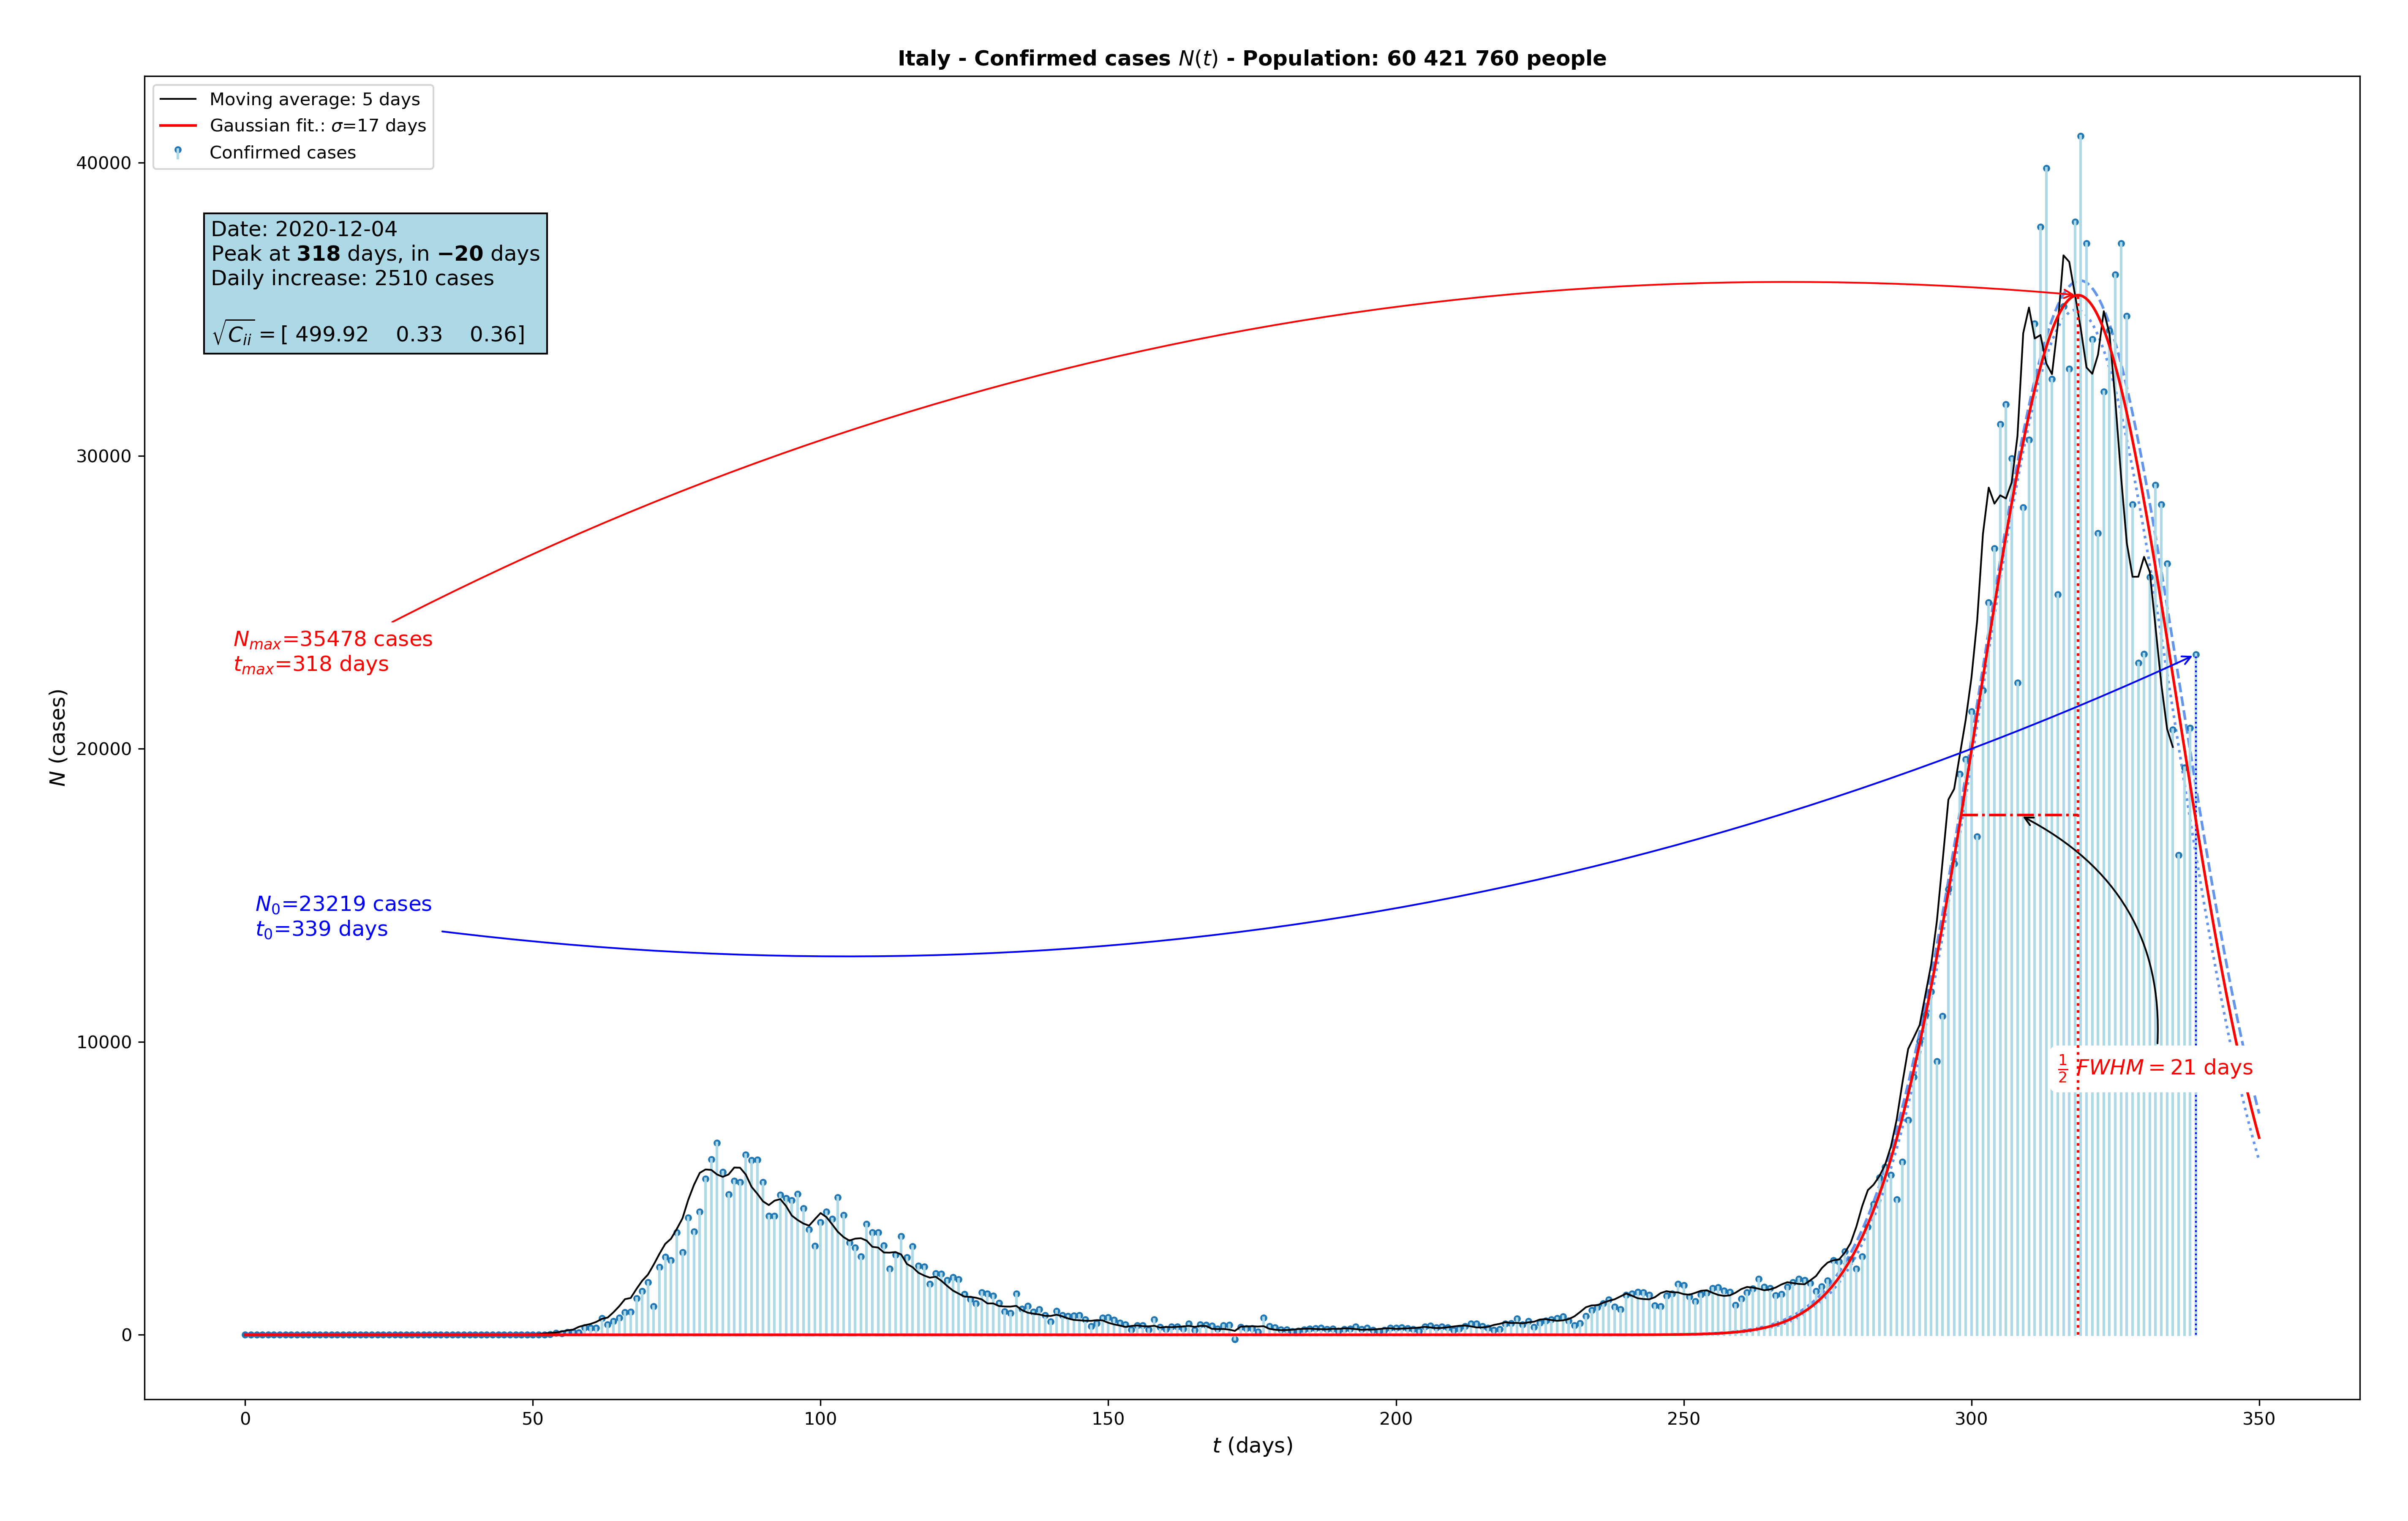 Italy - Confirmed cases N(t) - Population: 60 421 760 people
Moving average: 5 days
Gaussian fit.: σ=17 days
Confirmed cases
Date: 2020-12-04
Peak at 318 days, in −20 days
Daily increase: 2510 cases
√C_ii = [ 499.92 0.33 0.36]
N_max=35478 cases
t_max=318 days
N_0=23219 cases
t_0=339 days
½ FWHM = 21 days
N (cases)
40000
30000
20000
10000
0
0 50 100 150 200 250 300 350
t (days)